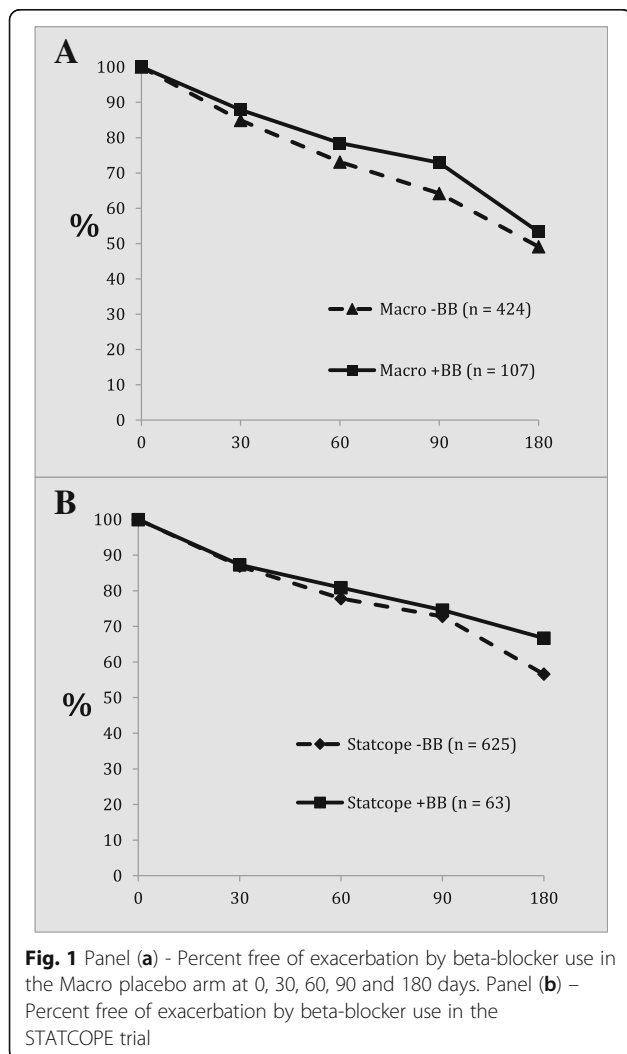 A
100
90
80
70
60
50
40
30
20
10
0
%
Macro -BB (n = 424)
Macro +BB (n = 107)
0 30 60 90 180
B
100
90
80
70
60
50
40
30
20
10
0
%
Statcope -BB (n = 625)
Statcope +BB (n = 63)
0 30 60 90 180
Fig. 1 Panel (a) - Percent free of exacerbation by beta-blocker use in
the Macro placebo arm at 0, 30, 60, 90 and 180 days. Panel (b) –
Percent free of exacerbation by beta-blocker use in the
STATCOPE trial